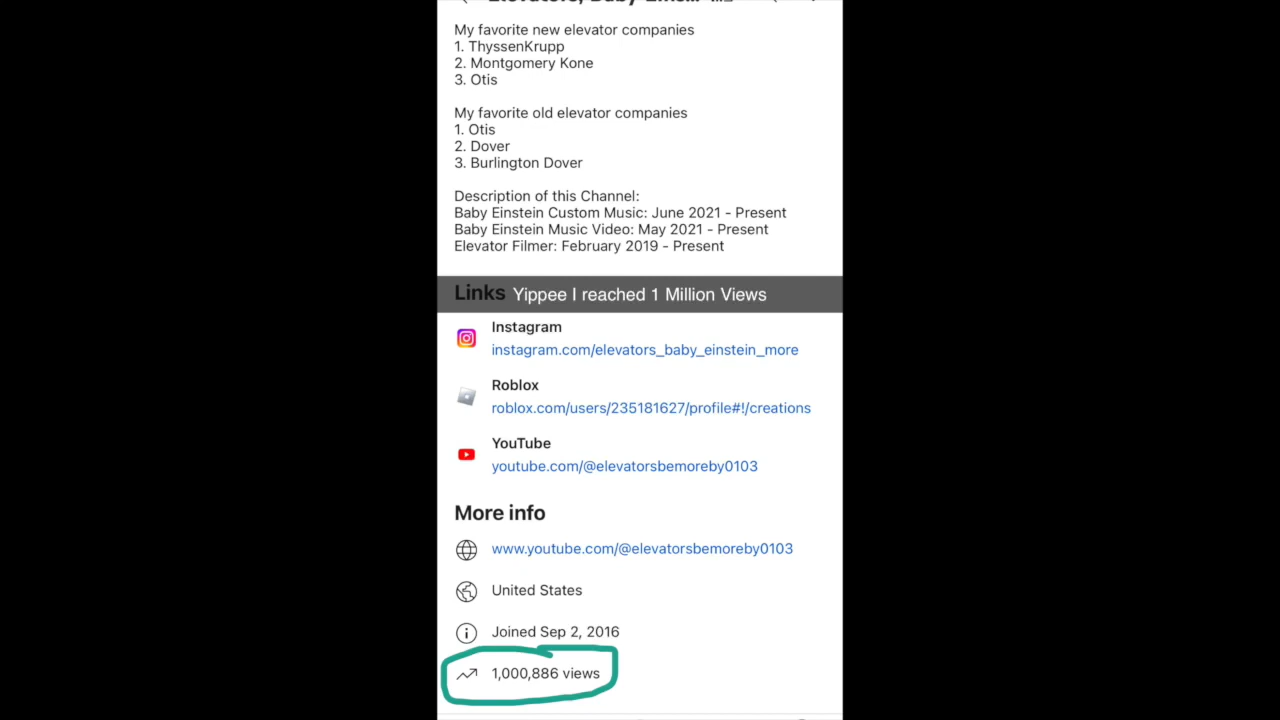 My favorite new elevator companies
1. ThyssenKrupp
2. Montgomery Kone
3. Otis
My favorite old elevator companies
1. Otis
2. Dover
3. Burlington Dover
Description of this Channel:
Baby Einstein Custom Music: June 2021 - Present
Baby Einstein Music Video: May 2021 - Present
Elevator Filmer: February 2019 - Present
Links Yippee I reached 1 Million Views
Instagram
instagram.com/elevators_baby_einstein_more
Roblox
roblox.com/users/235181627/profile#!/creations
YouTube
youtube.com/@elevatorsbemoreby0103
More info
www.youtube.com/@elevatorsbemoreby0103
United States
Joined Sep 2, 2016
1,000,886 views